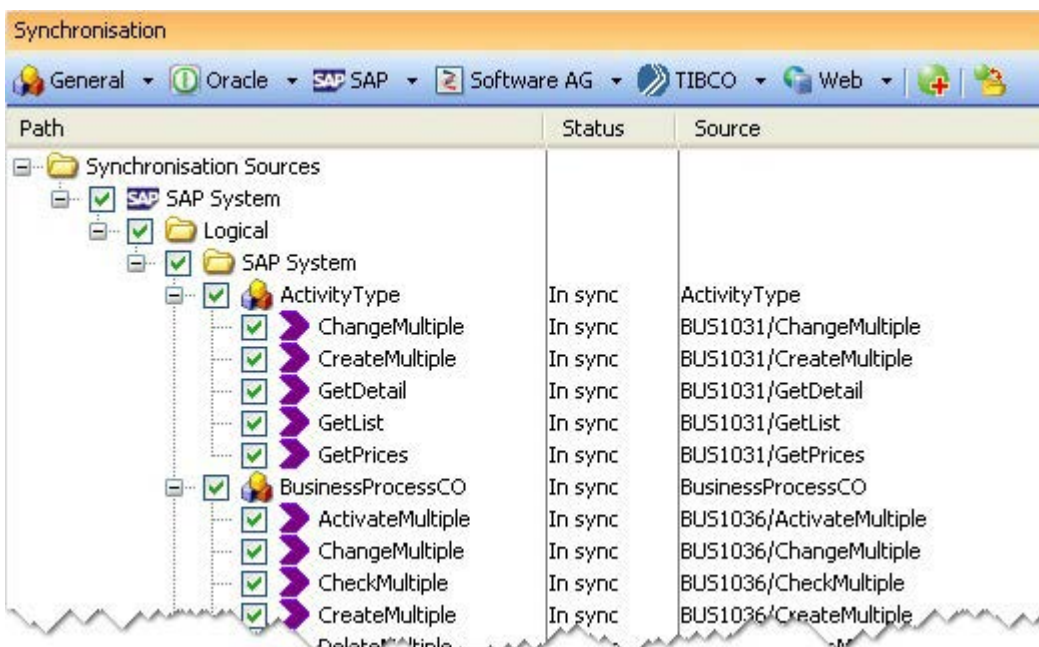 Synchronisation
General Oracle SAP SAP Software AG TIBCO Web
Path Status Source
Synchronisation Sources
SAP SAP System
Logical
SAP System
ActivityType In sync ActivityType
ChangeMultiple In sync BUS1031/ChangeMultiple
CreateMultiple In sync BUS1031/CreateMultiple
GetDetail In sync BUS1031/GetDetail
GetList In sync BUS1031/GetList
GetPrices In sync BUS1031/GetPrices
BusinessProcessCO In sync BusinessProcessCO
ActivateMultiple In sync BUS1036/ActivateMultiple
ChangeMultiple In sync BUS1036/ChangeMultiple
CheckMultiple In sync BUS1036/CheckMultiple
CreateMultiple In sync BUS1036/CreateMultiple